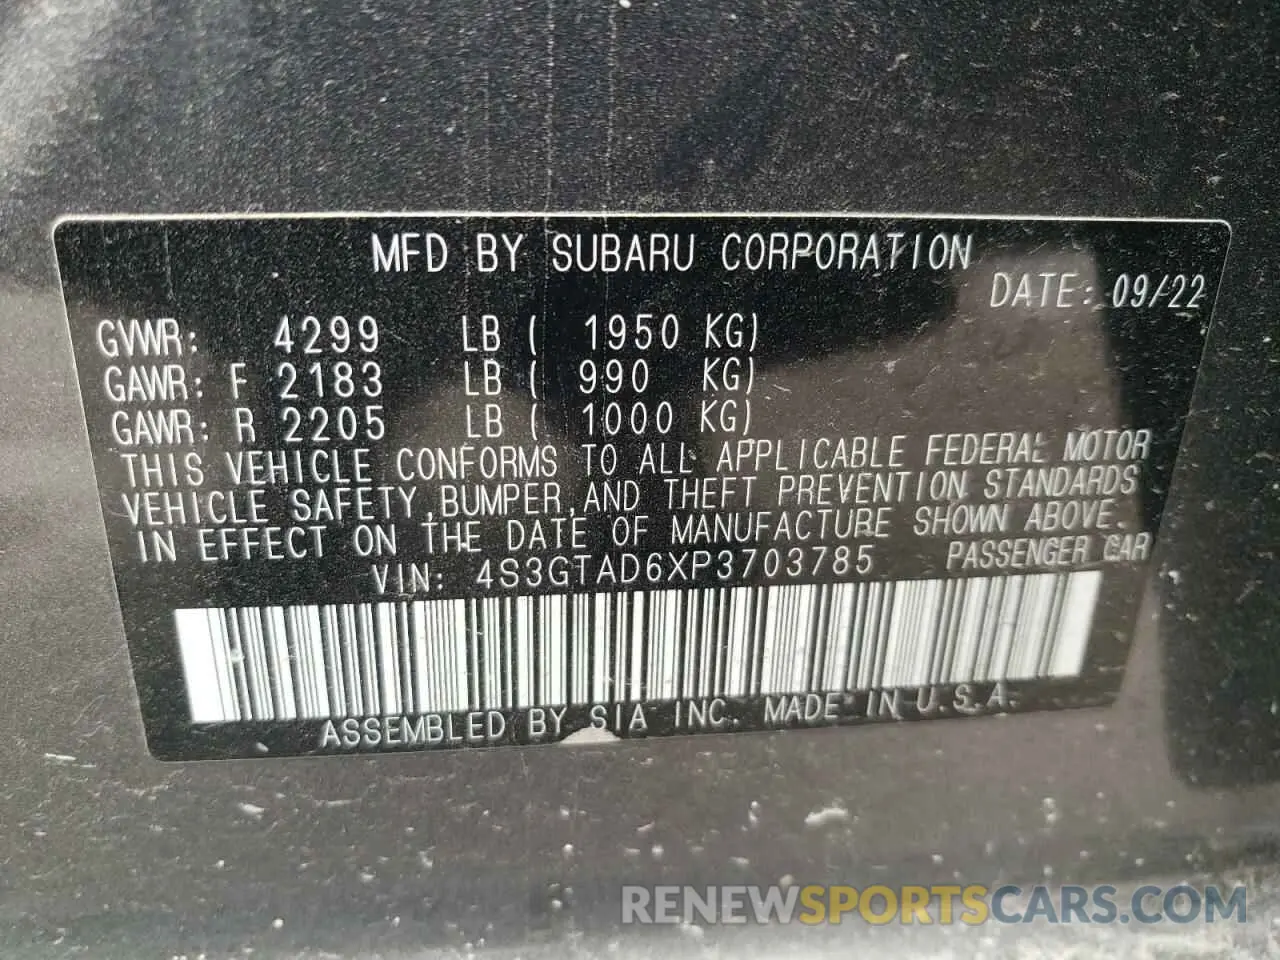 MFD BY SUBARU CORPORATION
DATE: 09/22
GVWR: 4299 LB ( 1950 KG)
GAWR: F 2183 LB ( 990 KG)
GAWR: R 2205 LB ( 1000 KG)
THIS VEHICLE CONFORMS TO ALL APPLICABLE FEDERAL MOTOR
VEHICLE SAFETY,BUMPER,AND THEFT PREVENTION STANDARDS
IN EFFECT ON THE DATE OF MANUFACTURE SHOWN ABOVE.
VIN: 4S3GTAD6XP3703785 PASSENGER CAR
ASSEMBLED BY SIA INC. MADE IN U.S.A.
RENEWSPORTSCARS.COM